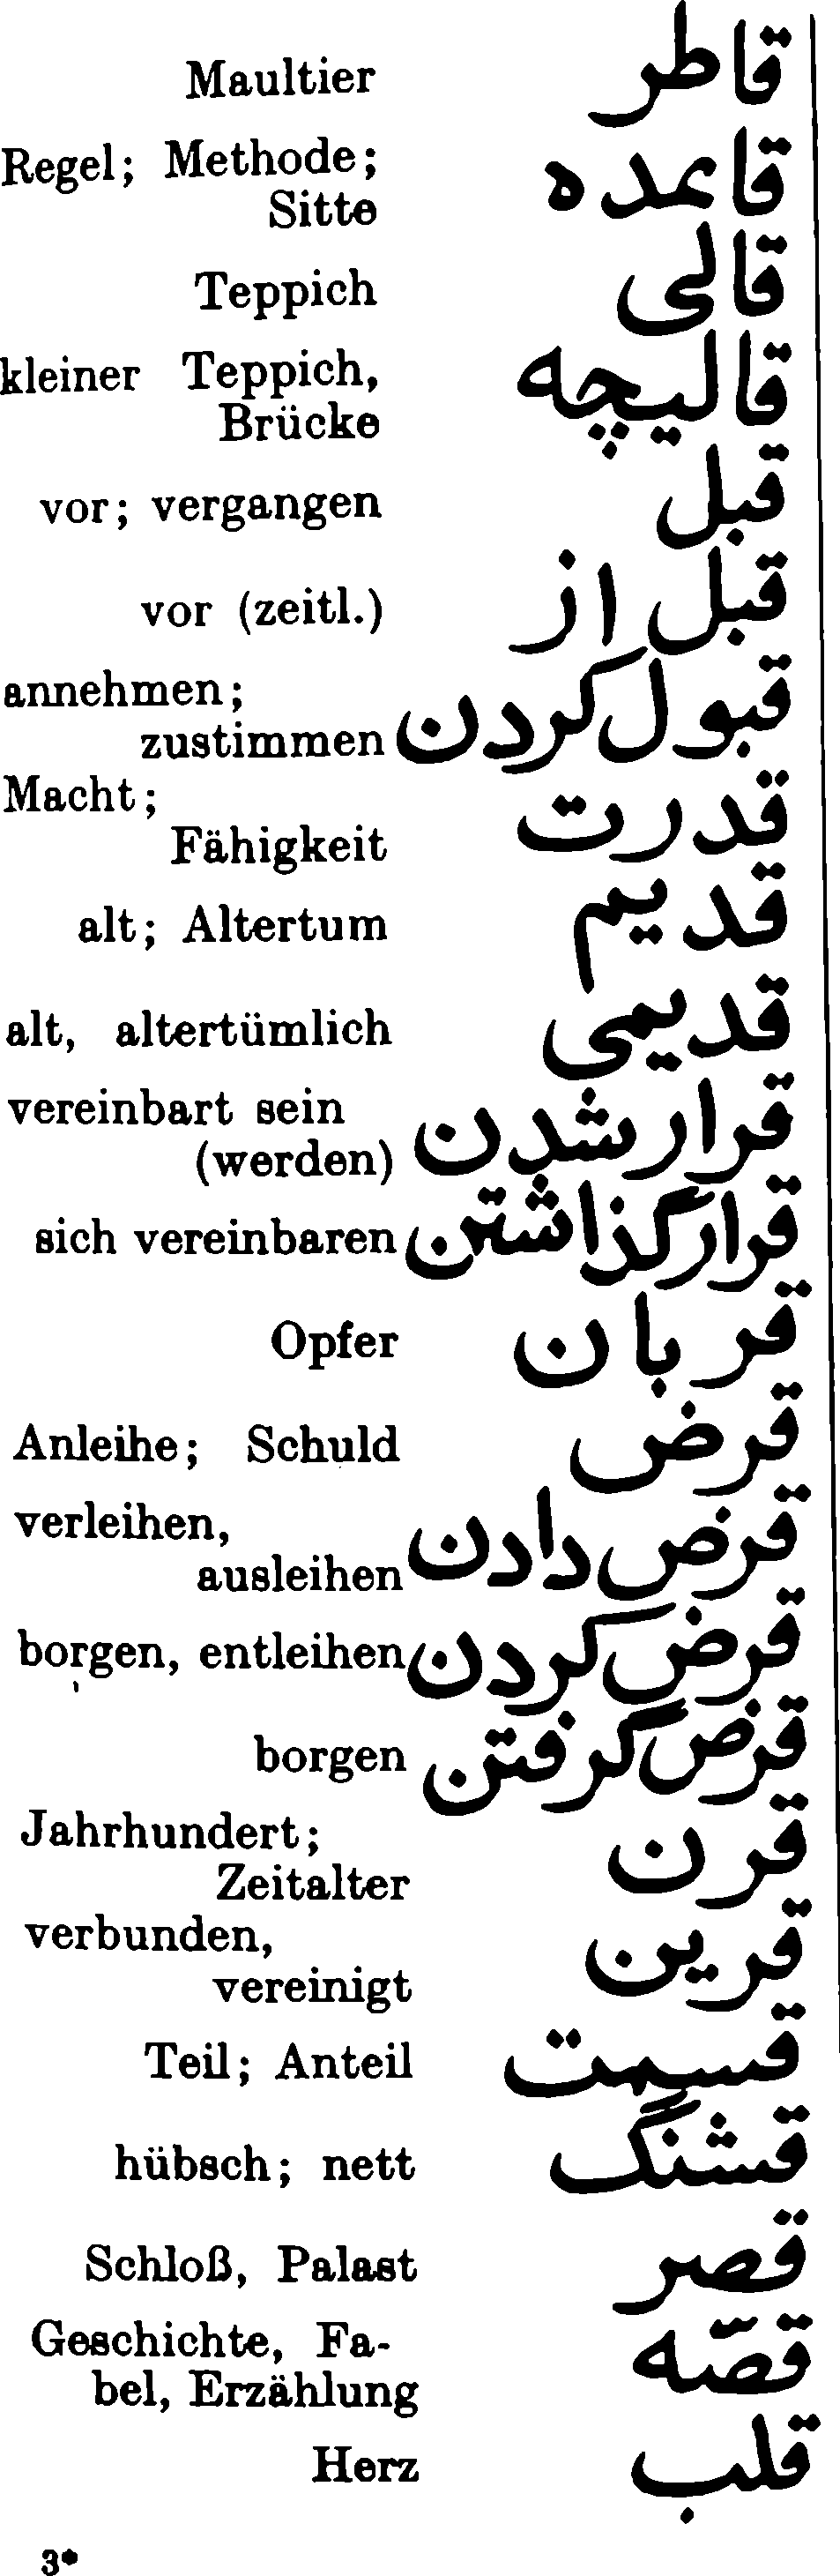 Maultier قاطر
Regel; Methode;
Sitte قاعده
Teppich قالی
kleiner Teppich,
Brücke قالیچه
vor; vergangen قبل
vor (zeitl.) قبل از
annehmen;
zustimmen قبول کردن
Macht;
Fähigkeit قدرت
alt; Altertum قدیم
alt, altertümlich قدیمی
vereinbart sein
(werden) قرار شدن
sich vereinbaren قرار گذاشتن
Opfer قربان
Anleihe; Schuld قرض
verleihen,
ausleihen قرض دادن
borgen, entleihen قرض کردن
borgen قرض گرفتن
Jahrhundert;
Zeitalter قرن
verbunden,
vereinigt قرین
Teil; Anteil قسمت
hübsch; nett قشنگ
Schloß, Palast قصر
Geschichte, Fa-
bel, Erzählung قصّه
Herz قلب
3*